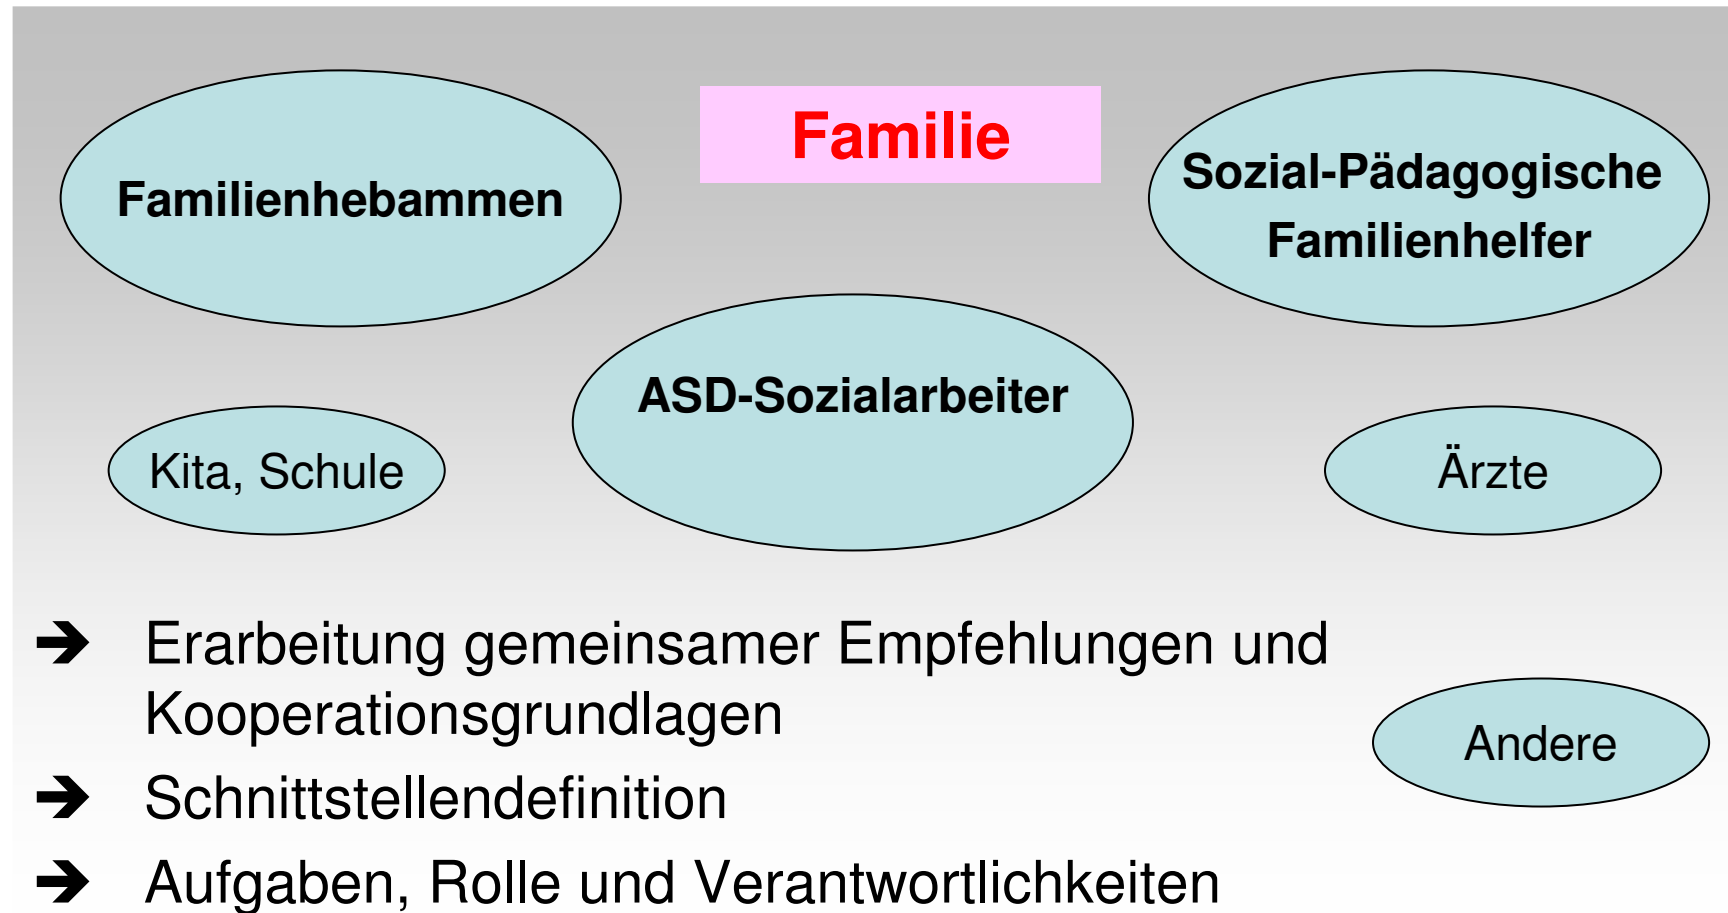 Familie
Familienhebammen
Sozial-Pädagogische
Familienhelfer
ASD-Sozialarbeiter
Kita, Schule
Ärzte
➔ Erarbeitung gemeinsamer Empfehlungen und
Kooperationsgrundlagen
Andere
➔ Schnittstellendefinition
➔ Aufgaben, Rolle und Verantwortlichkeiten